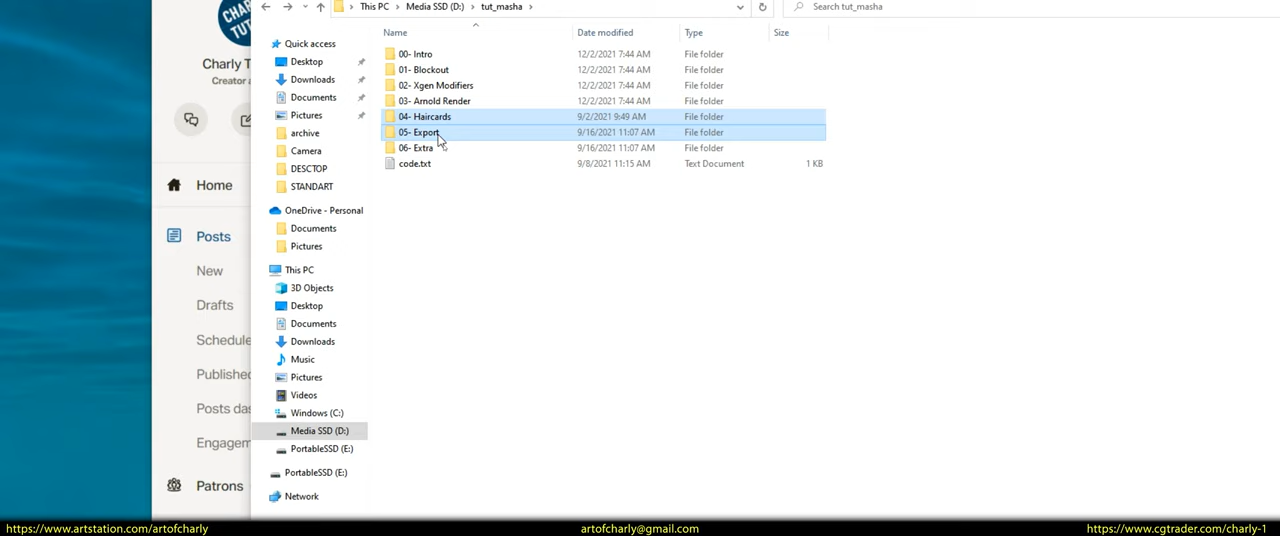 This PC > Media SSD (D:) > tut_masha >
Search tut_masha
Name Date modified Type Size
00- Intro 12/2/2021 7:44 AM File folder
01- Blockout 12/2/2021 7:44 AM File folder
02- Xgen Modifiers 12/2/2021 7:44 AM File folder
03- Arnold Render 12/2/2021 7:44 AM File folder
04- Haircards 9/2/2021 9:49 AM File folder
05- Export 9/16/2021 11:07 AM File folder
06- Extra 9/16/2021 11:07 AM File folder
code.txt 9/8/2021 11:15 AM Text Document 1 KB
Quick access
Desktop
Downloads
Documents
Pictures
archive
Camera
DESCTOP
STANDART
OneDrive - Personal
Documents
Pictures
This PC
3D Objects
Desktop
Documents
Downloads
Music
Pictures
Videos
Windows (C:)
Media SSD (D:)
PortableSSD (E:)
PortableSSD (E:)
Network
CHARLY
TUT
Charly T
Creator a
Home
Posts
New
Drafts
Schedule
Publishe
Posts das
Engagem
Patrons
https://www.artstation.com/artofcharly
artofcharly@gmail.com
https://www.cgtrader.com/charly-1